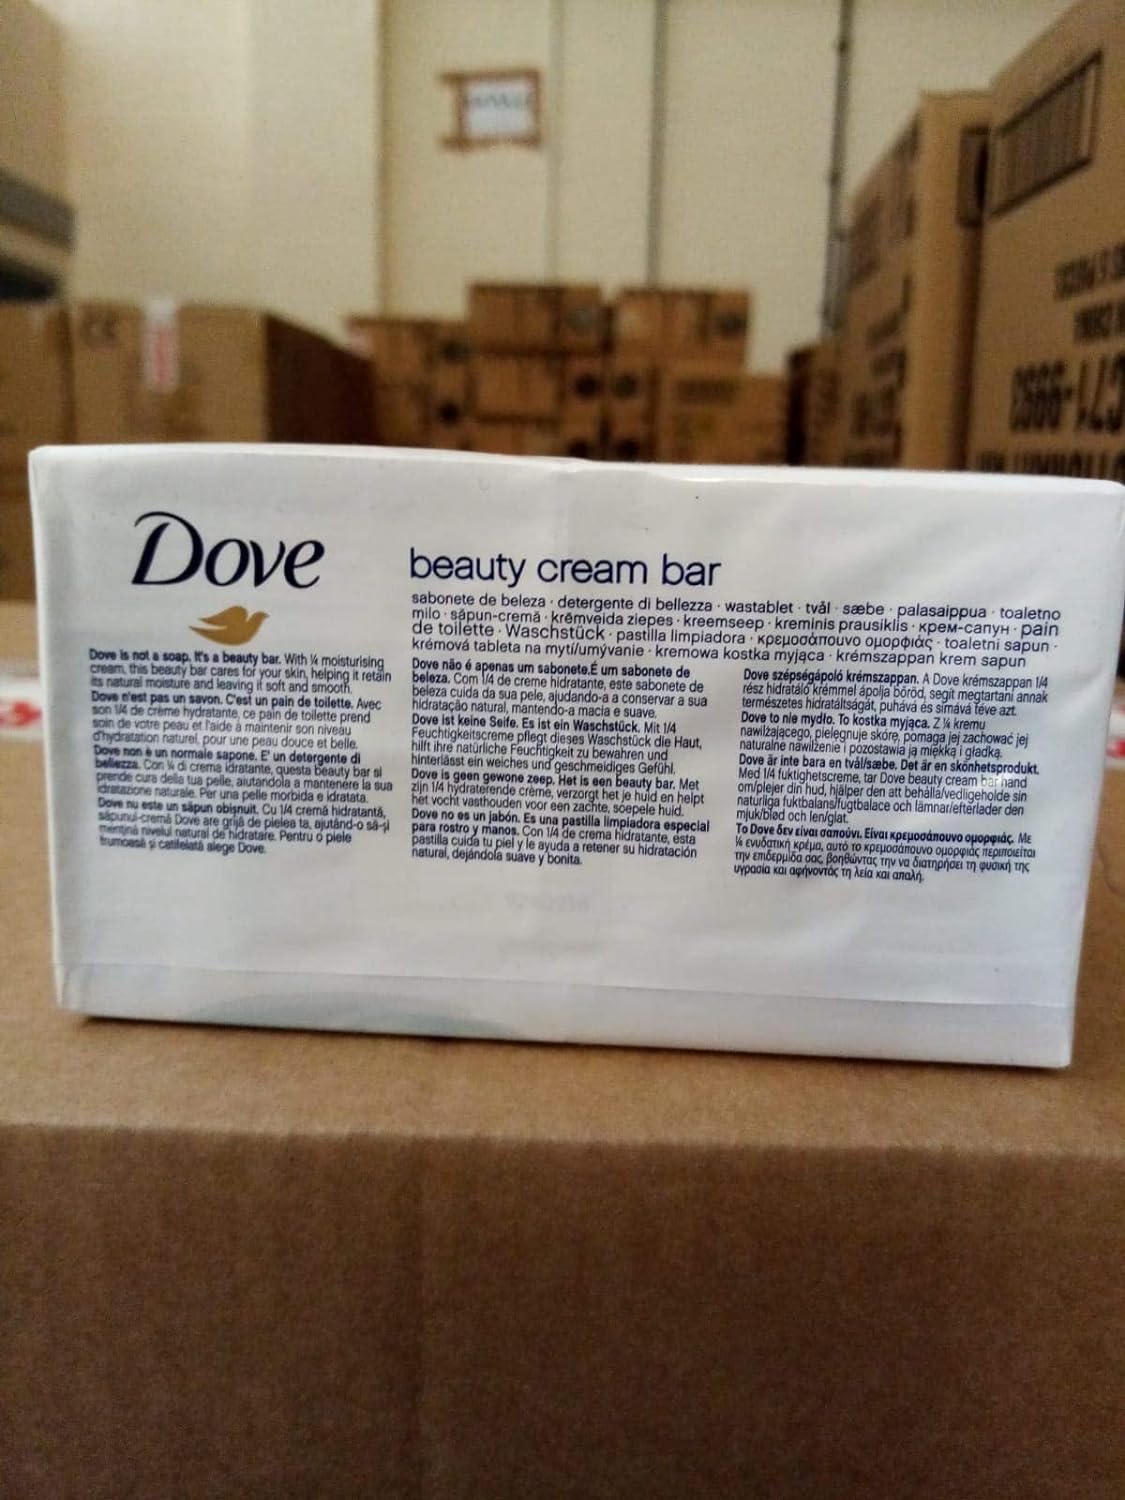 Dove
beauty cream bar
sabonete de beleza · detergente di bellezza · wastablet · tvål · sæbe · palasaippua · toaletno
milo · săpun-cremă · krēmveida ziepes · kreemseep · kreminis prausiklis · крем-сапун · pain
de toilette · Waschstück · pastilla limpiadora · κρεμοσάπουνο ομορφιάς · toaletni sapun ·
krémová tableta na mytí/umývanie · kremowa kostka myjąca · krémszappan krem sapun
Dove is not a soap. It's a beauty bar. With ¼ moisturising
cream, this beauty bar cares for your skin, helping it retain
its natural moisture and leaving it soft and smooth.
Dove n'est pas un savon. C'est un pain de toilette. Avec
son 1/4 de crème hydratante, ce pain de toilette prend
soin de votre peau et l'aide à maintenir son niveau
d'hydratation naturel, pour une peau douce et belle.
Dove non è un normale sapone. E' un detergente di
bellezza. Con ¼ di crema idratante, questa beauty bar si
prende cura della tua pelle, aiutandola a mantenere la sua
idratazione naturale. Per una pelle morbida e idratata.
Dove nu este un săpun obişnuit. Cu 1/4 cremă hidratantă,
săpunul-cremă Dove are grijă de pielea ta, ajutând-o să-şi
menţină nivelul natural de hidratare. Pentru o piele
frumoasă şi catifelată alege Dove.
Dove não é apenas um sabonete.É um sabonete de
beleza. Com 1/4 de creme hidratante, este sabonete de
beleza cuida da sua pele, ajudando-a a conservar a sua
hidratação natural, mantendo-a macia e suave.
Dove ist keine Seife. Es ist ein Waschstück. Mit 1/4
Feuchtigkeitscreme pflegt dieses Waschstück die Haut,
hilft ihre natürliche Feuchtigkeit zu bewahren und
hinterlässt ein weiches und geschmeidiges Gefühl.
Dove is geen gewone zeep. Het is een beauty bar. Met
zijn 1/4 hydraterende crème, verzorgt het je huid en helpt
het vocht vasthouden voor een zachte, soepele huid.
Dove no es un jabón. Es una pastilla limpiadora especial
para rostro y manos. Con 1/4 de crema hidratante, esta
pastilla cuida tu piel y le ayuda a retener su hidratación
natural, dejándola suave y bonita.
Dove szépségápoló krémszappan. A Dove krémszappan 1/4
rész hidratáló krémmel ápolja bőröd, segít megtartani annak
természetes hidratáltságát, puhává és simává téve azt.
Dove to nie mydło. To kostka myjąca. Z ¼ kremu
nawilżającego, pielęgnuje skórę, pomaga jej zachować jej
naturalne nawilżenie i pozostawia ją miękką i gładką.
Dove är inte bara en tvål/sæbe. Det är en skönhetsprodukt.
Med 1/4 fuktighetscreme, tar Dove beauty cream bar hand
om/plejer din hud, hjälper den att behålla/vedligeholde sin
naturliga fuktbalans/fugtbalace och lämnar/efterlader den
mjuk/blød och len/glat.
Το Dove δεν είναι σαπούνι. Είναι κρεμοσάπουνο ομορφιάς. Με
¼ ενυδατική κρέμα, αυτό το κρεμοσάπουνο ομορφιάς περιποιείται
την επιδερμίδα σας, βοηθώντας την να διατηρήσει τη φυσική της
υγρασία και αφήνοντάς τη λεία και απαλή.